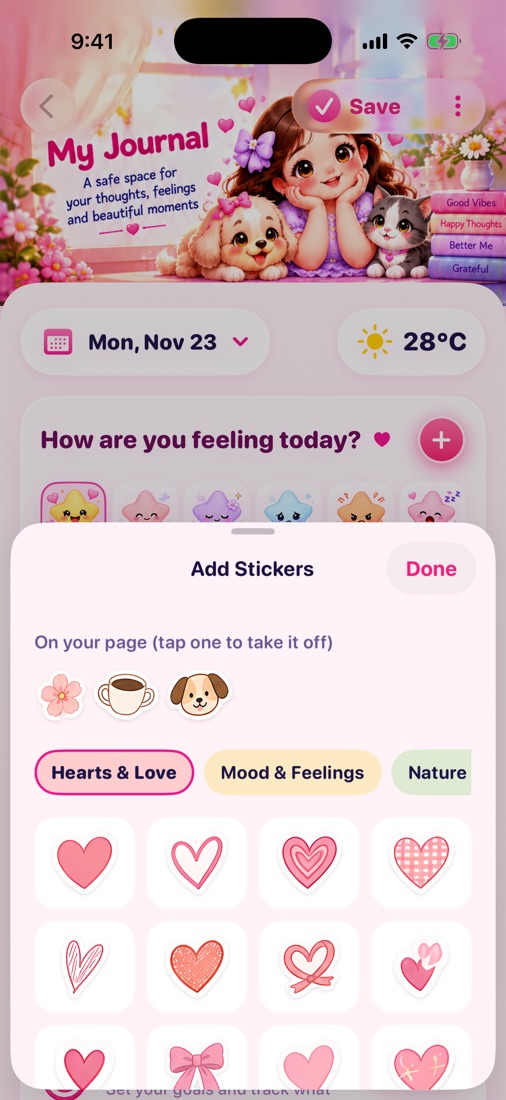 9:41
Save
My Journal
A safe space for
your thoughts, feelings
and beautiful moments
Good Vibes
Happy Thoughts
Better Me
Grateful
Mon, Nov 23
28°C
How are you feeling today?
Add Stickers
Done
On your page (tap one to take it off)
Hearts & Love
Mood & Feelings
Nature
Set your goals and track what